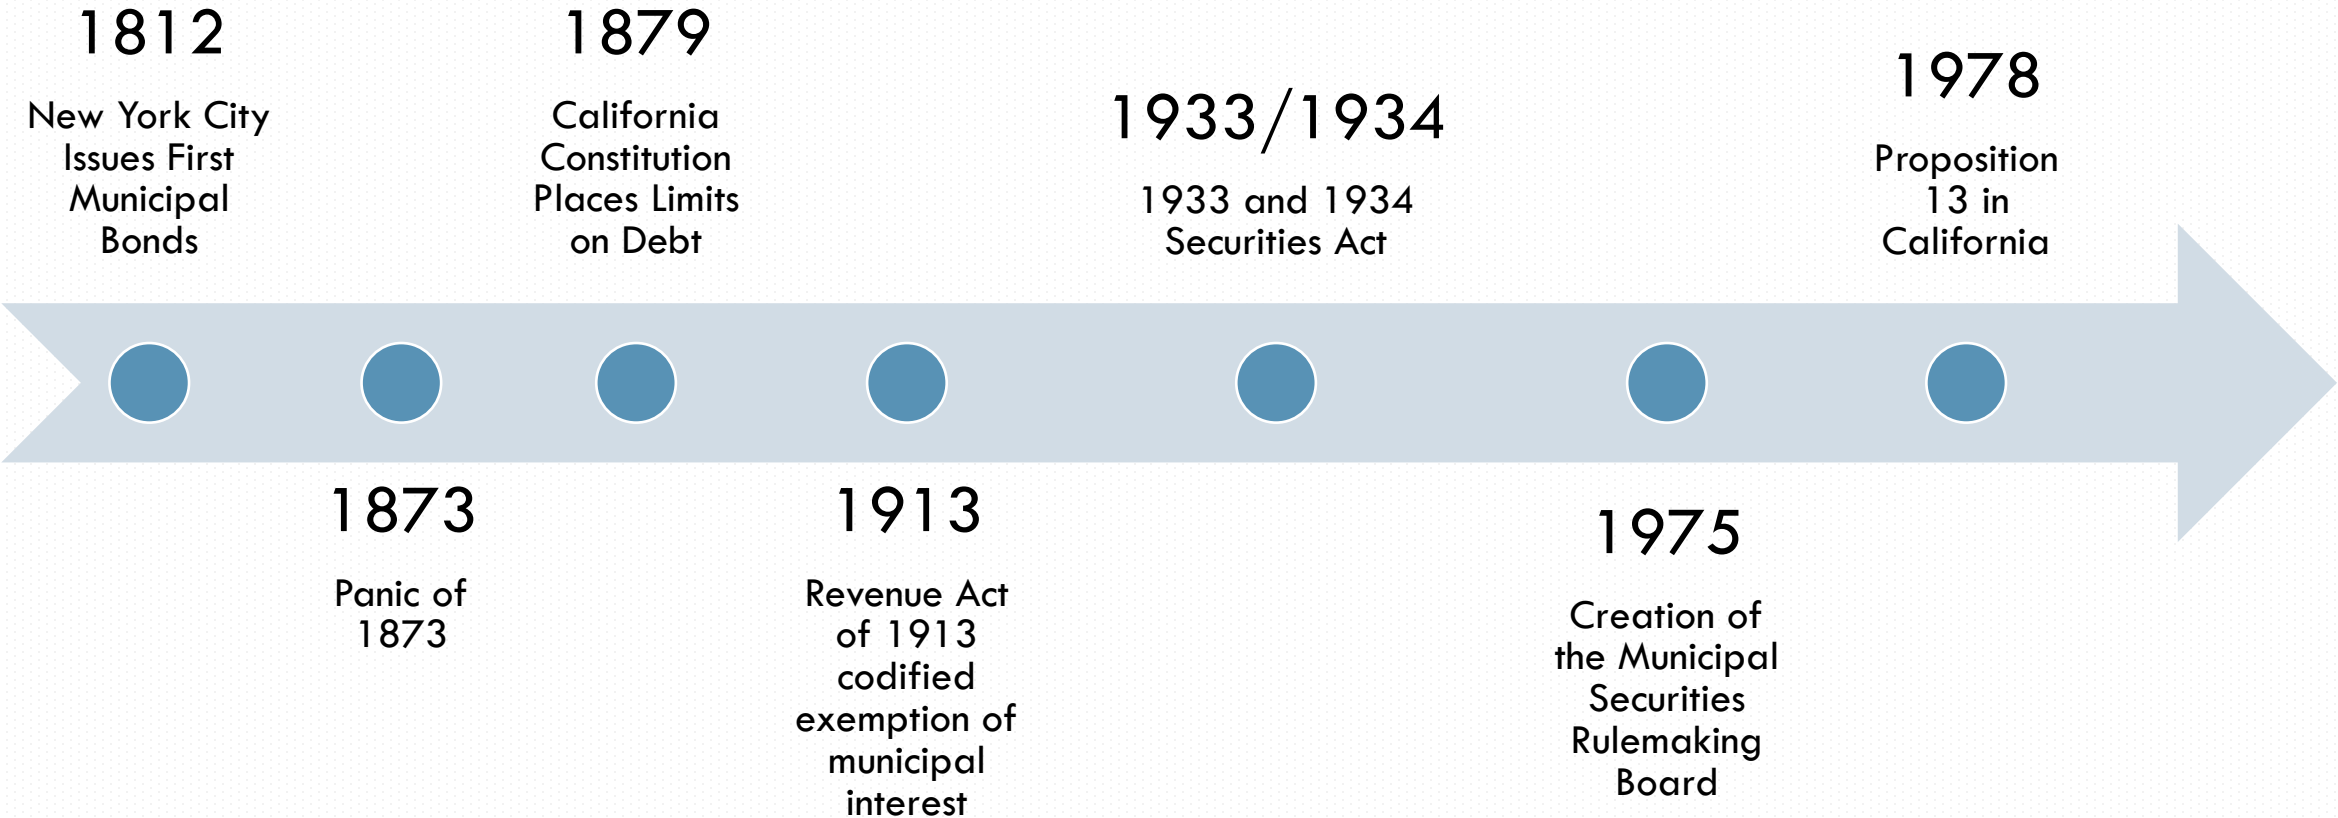 1812
New York City
Issues First
Municipal
Bonds
1873
Panic of
1873
1879
California
Constitution
Places Limits
on Debt
1913
Revenue Act
of 1913
codified
exemption of
municipal
interest
1933/1934
1933 and 1934
Securities Act
1975
Creation of
the Municipal
Securities
Rulemaking
Board
1978
Proposition
13 in
California